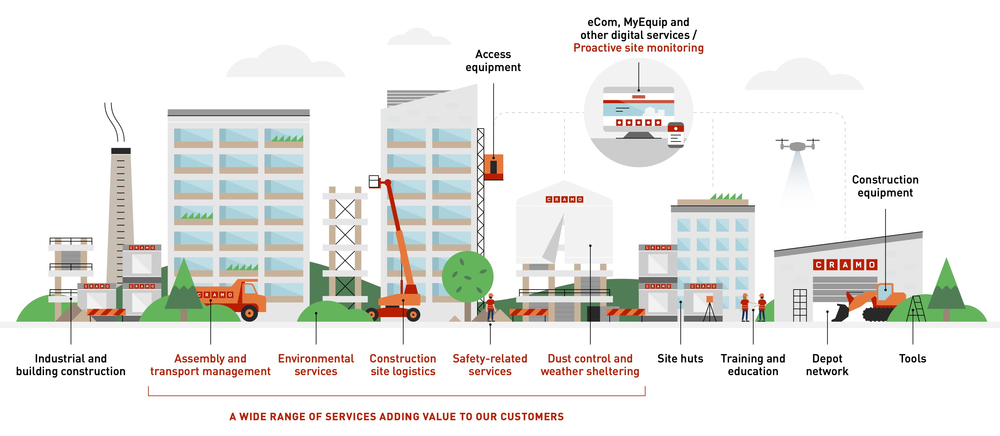 eCom, MyEquip and
other digital services /
Proactive site monitoring
Access
equipment
Construction
equipment
CRAMO
CRAMO
CRAMO
CRAMO
CRAMO
CRAMO
CRAMO
CRAMO
CRAMO
CRAMO
Industrial and
building construction
Assembly and
transport management
Environmental
services
Construction
site logistics
Safety-related
services
Dust control and
weather sheltering
Site huts
Training and
education
Depot
network
Tools
A WIDE RANGE OF SERVICES ADDING VALUE TO OUR CUSTOMERS